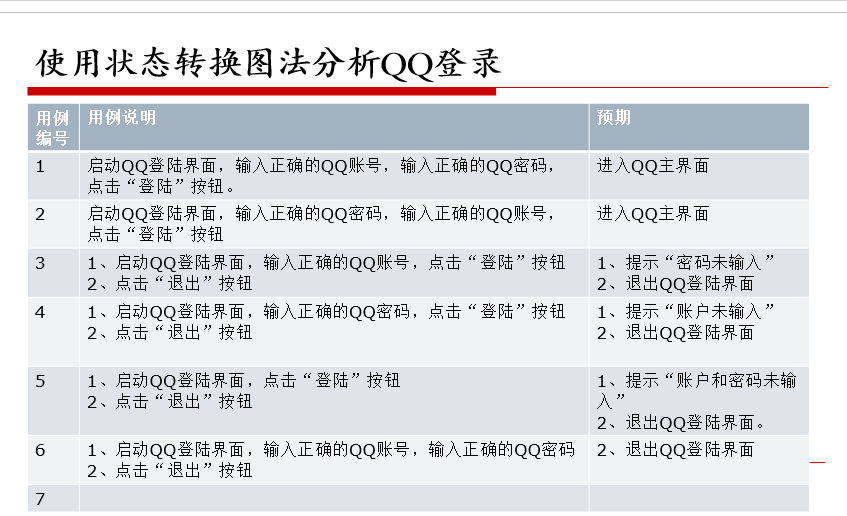 使用状态转换图法分析QQ登录
用例 用例说明 预期
编号
1 启动QQ登陆界面，输入正确的QQ账号，输入正确的QQ密码， 进入QQ主界面
点击“登陆”按钮。
2 启动QQ登陆界面，输入正确的QQ密码，输入正确的QQ账号， 进入QQ主界面
点击“登陆”按钮
3 1、启动QQ登陆界面，输入正确的QQ账号，点击“登陆”按钮 1、提示“密码未输入”
2、点击“退出”按钮 2、退出QQ登陆界面
4 1、启动QQ登陆界面，输入正确的QQ密码，点击“登陆”按钮 1、提示“账户未输入”
2、点击“退出”按钮 2、退出QQ登陆界面
5 1、启动QQ登陆界面，点击“登陆”按钮 1、提示“账户和密码未输
2、点击“退出”按钮 入”
2、退出QQ登陆界面。
6 1、启动QQ登陆界面，输入正确的QQ账号，输入正确的QQ密码 2、退出QQ登陆界面
2、点击“退出”按钮
7